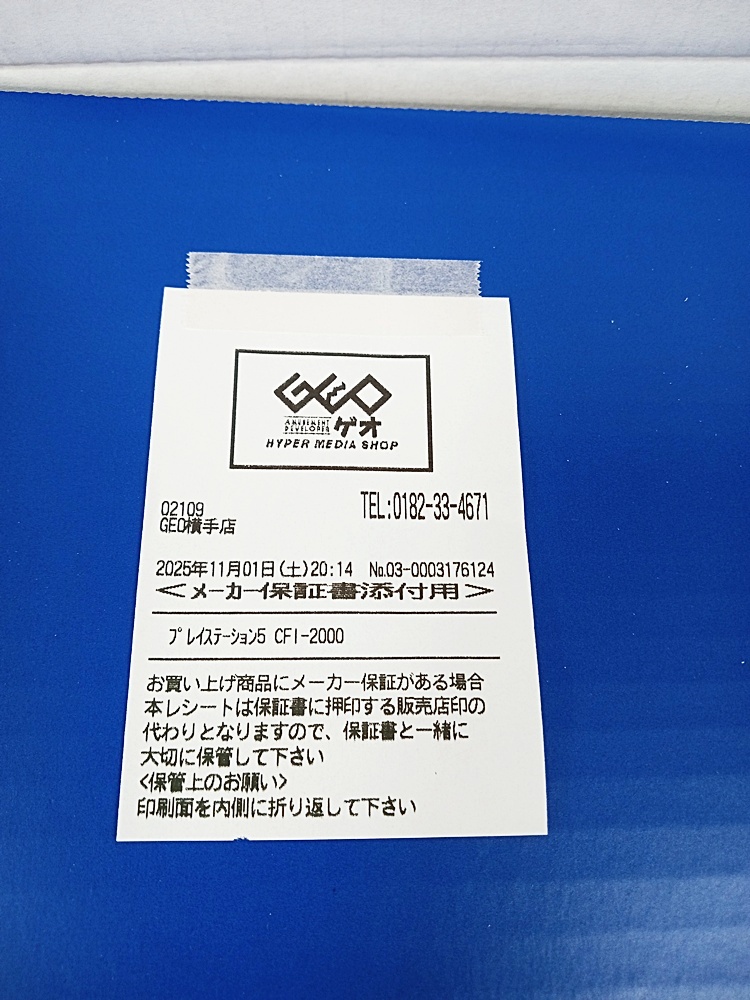 GEO
AMUSEMENT
DEVELOPER ゲオ
HYPER MEDIA SHOP
02109 TEL:0182-33-4671
GEO横手店
2025年11月01日(土)20:14 №03-0003176124
<メーカー保証書添付用>
プレイステーション5 CFI-2000
お買い上げ商品にメーカー保証がある場合
本レシートは保証書に押印する販売店印の
代わりとなりますので、保証書と一緒に
大切に保管して下さい
<保管上のお願い>
印刷面を内側に折り返して下さい